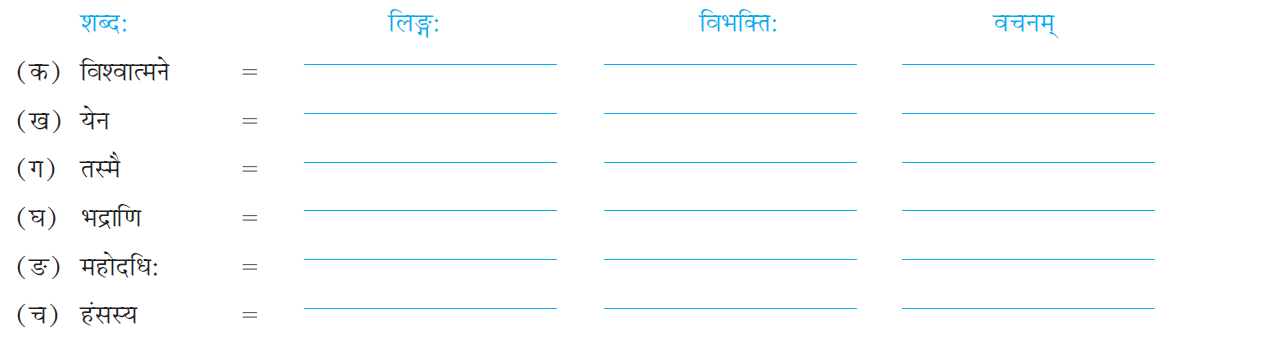 शब्दः लिङ्गः विभक्तिः वचनम्
(क) विश्वात्मने =
(ख) येन =
(ग) तस्मै =
(घ) भद्राणि =
(ङ) महोदधिः =
(च) हंसस्य =